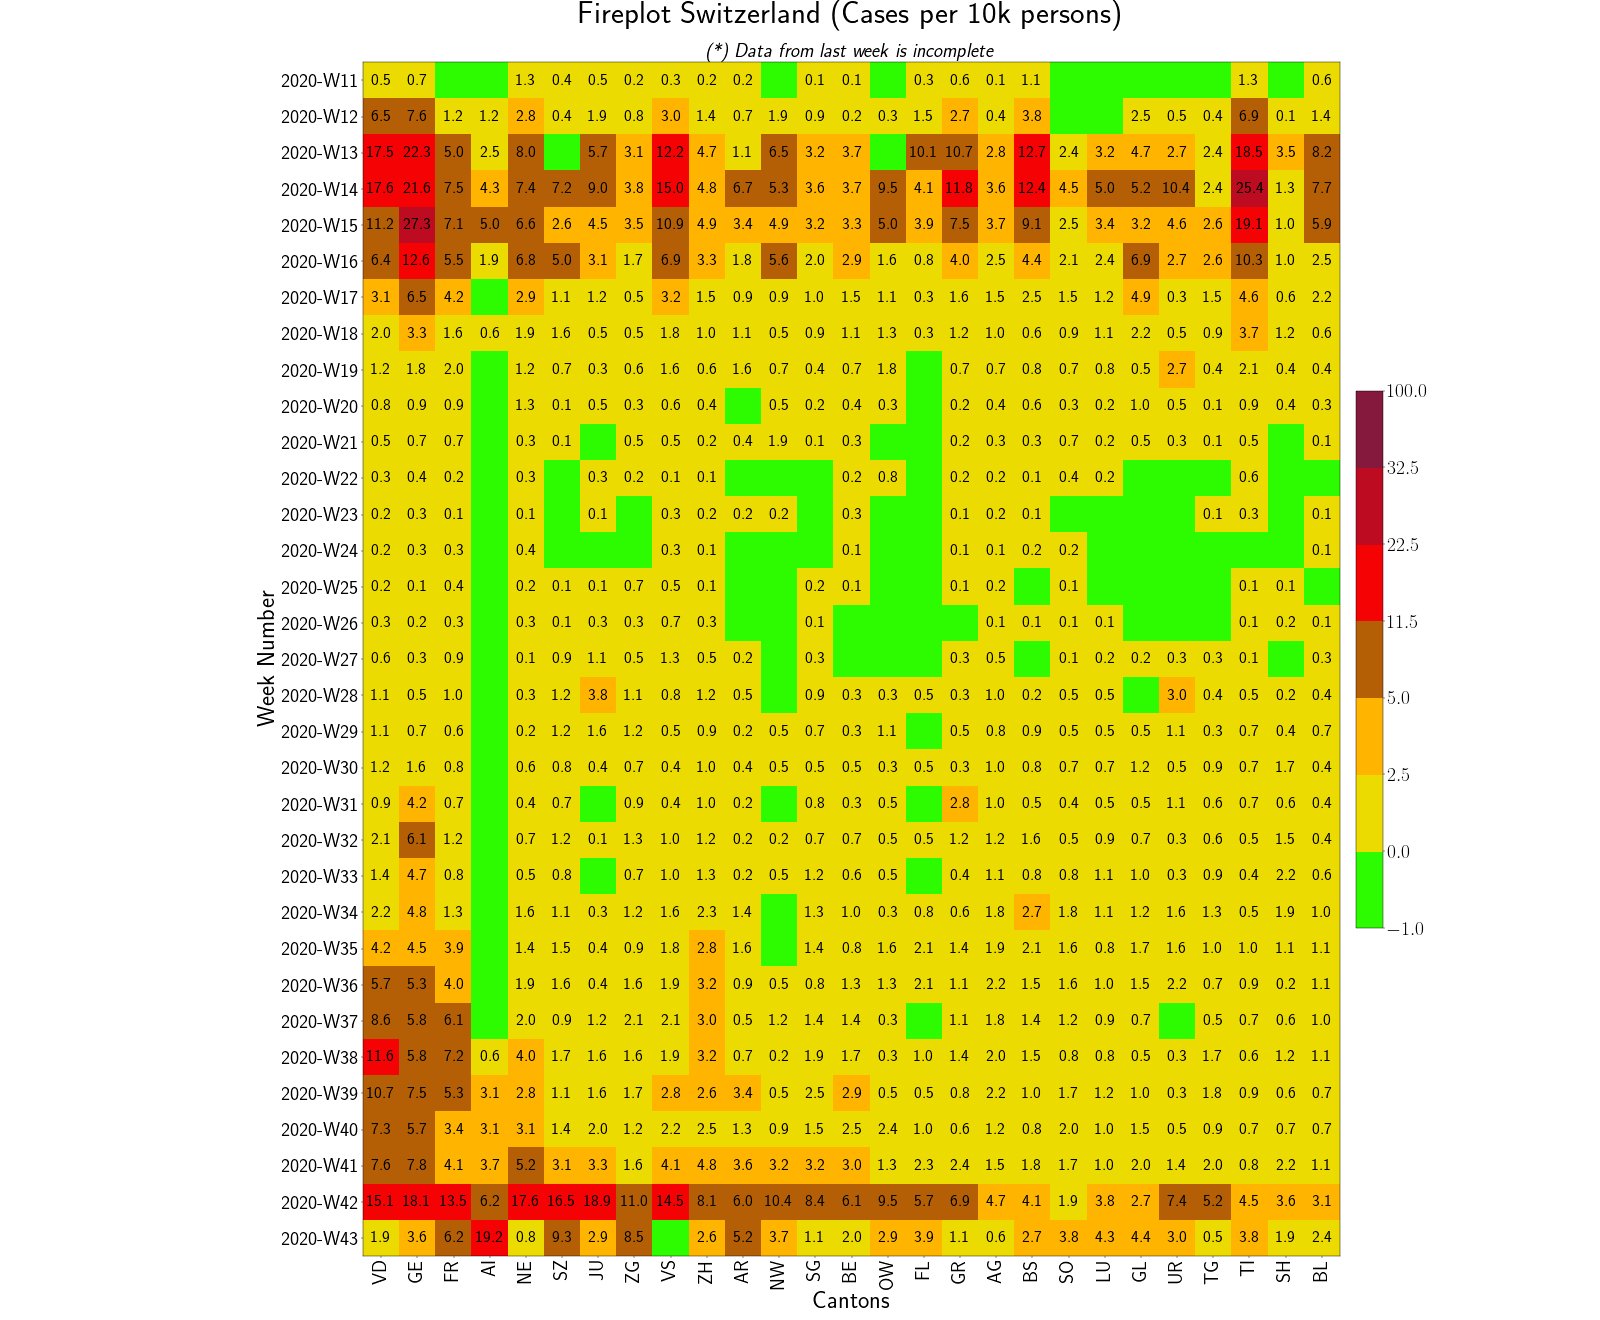 Fireplot Switzerland (Cases per 10k persons)
(*) Data from last week is incomplete
2020-W11 0.5 0.7 1.3 0.4 0.5 0.2 0.3 0.2 0.2 0.1 0.1 0.3 0.6 0.1 1.1 1.3 0.6
2020-W12 6.5 7.6 1.2 1.2 2.8 0.4 1.9 0.8 3.0 1.4 0.7 1.9 0.9 0.2 0.3 1.5 2.7 0.4 3.8 2.5 0.5 0.4 6.9 0.1 1.4
2020-W13 17.5 22.3 5.0 2.5 8.0 5.7 3.1 12.2 4.7 1.1 6.5 3.2 3.7 10.1 10.7 2.8 12.7 2.4 3.2 4.7 2.7 2.4 18.5 3.5 8.2
2020-W14 17.6 21.6 7.5 4.3 7.4 7.2 9.0 3.8 15.0 4.8 6.7 5.3 3.6 3.7 9.5 4.1 11.8 3.6 12.4 4.5 5.0 5.2 10.4 2.4 25.4 1.3 7.7
2020-W15 11.2 27.3 7.1 5.0 6.6 2.6 4.5 3.5 10.9 4.9 3.4 4.9 3.2 3.3 5.0 3.9 7.5 3.7 9.1 2.5 3.4 3.2 4.6 2.6 19.1 1.0 5.9
2020-W16 6.4 12.6 5.5 1.9 6.8 5.0 3.1 1.7 6.9 3.3 1.8 5.6 2.0 2.9 1.6 0.8 4.0 2.5 4.4 2.1 2.4 6.9 2.7 2.6 10.3 1.0 2.5
2020-W17 3.1 6.5 4.2 2.9 1.1 1.2 0.5 3.2 1.5 0.9 0.9 1.0 1.5 1.1 0.3 1.6 1.5 2.5 1.5 1.2 4.9 0.3 1.5 4.6 0.6 2.2
2020-W18 2.0 3.3 1.6 0.6 1.9 1.6 0.5 0.5 1.8 1.0 1.1 0.5 0.9 1.1 1.3 0.3 1.2 1.0 0.6 0.9 1.1 2.2 0.5 0.9 3.7 1.2 0.6
2020-W19 1.2 1.8 2.0 1.2 0.7 0.3 0.6 1.6 0.6 1.6 0.7 0.4 0.7 1.8 0.7 0.7 0.8 0.7 0.8 0.5 2.7 0.4 2.1 0.4 0.4
2020-W20 0.8 0.9 0.9 1.3 0.1 0.5 0.3 0.6 0.4 0.5 0.2 0.4 0.3 0.2 0.4 0.6 0.3 0.2 1.0 0.5 0.1 0.9 0.4 0.3
2020-W21 0.5 0.7 0.7 0.3 0.1 0.5 0.5 0.2 0.4 1.9 0.1 0.3 0.2 0.3 0.3 0.7 0.2 0.5 0.3 0.1 0.5 0.1
2020-W22 0.3 0.4 0.2 0.3 0.3 0.2 0.1 0.1 0.2 0.8 0.2 0.2 0.1 0.4 0.2 0.6
2020-W23 0.2 0.3 0.1 0.1 0.1 0.3 0.2 0.2 0.2 0.3 0.1 0.2 0.1 0.1 0.3 0.1
2020-W24 0.2 0.3 0.3 0.4 0.3 0.1 0.1 0.1 0.1 0.2 0.2 0.1
2020-W25 0.2 0.1 0.4 0.2 0.1 0.1 0.7 0.5 0.1 0.2 0.1 0.1 0.2 0.1 0.1 0.1
2020-W26 0.3 0.2 0.3 0.3 0.1 0.3 0.3 0.7 0.3 0.1 0.1 0.1 0.1 0.1 0.1 0.2 0.1
2020-W27 0.6 0.3 0.9 0.1 0.9 1.1 0.5 1.3 0.5 0.2 0.3 0.3 0.5 0.1 0.2 0.2 0.3 0.3 0.1 0.3
2020-W28 1.1 0.5 1.0 0.3 1.2 3.8 1.1 0.8 1.2 0.5 0.9 0.3 0.3 0.5 0.3 1.0 0.2 0.5 0.5 3.0 0.4 0.5 0.2 0.4
2020-W29 1.1 0.7 0.6 0.2 1.2 1.6 1.2 0.5 0.9 0.2 0.5 0.7 0.3 1.1 0.5 0.8 0.9 0.5 0.5 0.5 1.1 0.3 0.7 0.4 0.7
2020-W30 1.2 1.6 0.8 0.6 0.8 0.4 0.7 0.4 1.0 0.4 0.5 0.5 0.5 0.3 0.5 0.3 1.0 0.8 0.7 0.7 1.2 0.5 0.9 0.7 1.7 0.4
2020-W31 0.9 4.2 0.7 0.4 0.7 0.9 0.4 1.0 0.2 0.8 0.3 0.5 2.8 1.0 0.5 0.4 0.5 0.5 1.1 0.6 0.7 0.6 0.4
2020-W32 2.1 6.1 1.2 0.7 1.2 0.1 1.3 1.0 1.2 0.2 0.2 0.7 0.7 0.5 0.5 1.2 1.2 1.6 0.5 0.9 0.7 0.3 0.6 0.5 1.5 0.4
2020-W33 1.4 4.7 0.8 0.5 0.8 0.7 1.0 1.3 0.2 0.5 1.2 0.6 0.5 0.4 1.1 0.8 0.8 1.1 1.0 0.3 0.9 0.4 2.2 0.6
2020-W34 2.2 4.8 1.3 1.6 1.1 0.3 1.2 1.6 2.3 1.4 1.3 1.0 0.3 0.8 0.6 1.8 2.7 1.8 1.1 1.2 1.6 1.3 0.5 1.9 1.0
2020-W35 4.2 4.5 3.9 1.4 1.5 0.4 0.9 1.8 2.8 1.6 1.4 0.8 1.6 2.1 1.4 1.9 2.1 1.6 0.8 1.7 1.6 1.0 1.0 1.1 1.1
2020-W36 5.7 5.3 4.0 1.9 1.6 0.4 1.6 1.9 3.2 0.9 0.5 0.8 1.3 1.3 2.1 1.1 2.2 1.5 1.6 1.0 1.5 2.2 0.7 0.9 0.2 1.1
2020-W37 8.6 5.8 6.1 2.0 0.9 1.2 2.1 2.1 3.0 0.5 1.2 1.4 1.4 0.3 1.1 1.8 1.4 1.2 0.9 0.7 0.5 0.7 0.6 1.0
2020-W38 11.6 5.8 7.2 0.6 4.0 1.7 1.6 1.6 1.9 3.2 0.7 0.2 1.9 1.7 0.3 1.0 1.4 2.0 1.5 0.8 0.8 0.5 0.3 1.7 0.6 1.2 1.1
2020-W39 10.7 7.5 5.3 3.1 2.8 1.1 1.6 1.7 2.8 2.6 3.4 0.5 2.5 2.9 0.5 0.5 0.8 2.2 1.0 1.7 1.2 1.0 0.3 1.8 0.9 0.6 0.7
2020-W40 7.3 5.7 3.4 3.1 3.1 1.4 2.0 1.2 2.2 2.5 1.3 0.9 1.5 2.5 2.4 1.0 0.6 1.2 0.8 2.0 1.0 1.5 0.5 0.9 0.7 0.7 0.7
2020-W41 7.6 7.8 4.1 3.7 5.2 3.1 3.3 1.6 4.1 4.8 3.6 3.2 3.2 3.0 1.3 2.3 2.4 1.5 1.8 1.7 1.0 2.0 1.4 2.0 0.8 2.2 1.1
2020-W42 15.1 18.1 13.5 6.2 17.6 16.5 18.9 11.0 14.5 8.1 6.0 10.4 8.4 6.1 9.5 5.7 6.9 4.7 4.1 1.9 3.8 2.7 7.4 5.2 4.5 3.6 3.1
2020-W43 1.9 3.6 6.2 19.2 0.8 9.3 2.9 8.5 2.6 5.2 3.7 1.1 2.0 2.9 3.9 1.1 0.6 2.7 3.8 4.3 4.4 3.0 0.5 3.8 1.9 2.4
VD GE FR AI NE SZ JU ZG VS ZH AR NW SG BE OW FL GR AG BS SO LU GL UR TG TI SH BL
Cantons
Week Number
100.0
32.5
22.5
11.5
5.0
2.5
0.0
−1.0